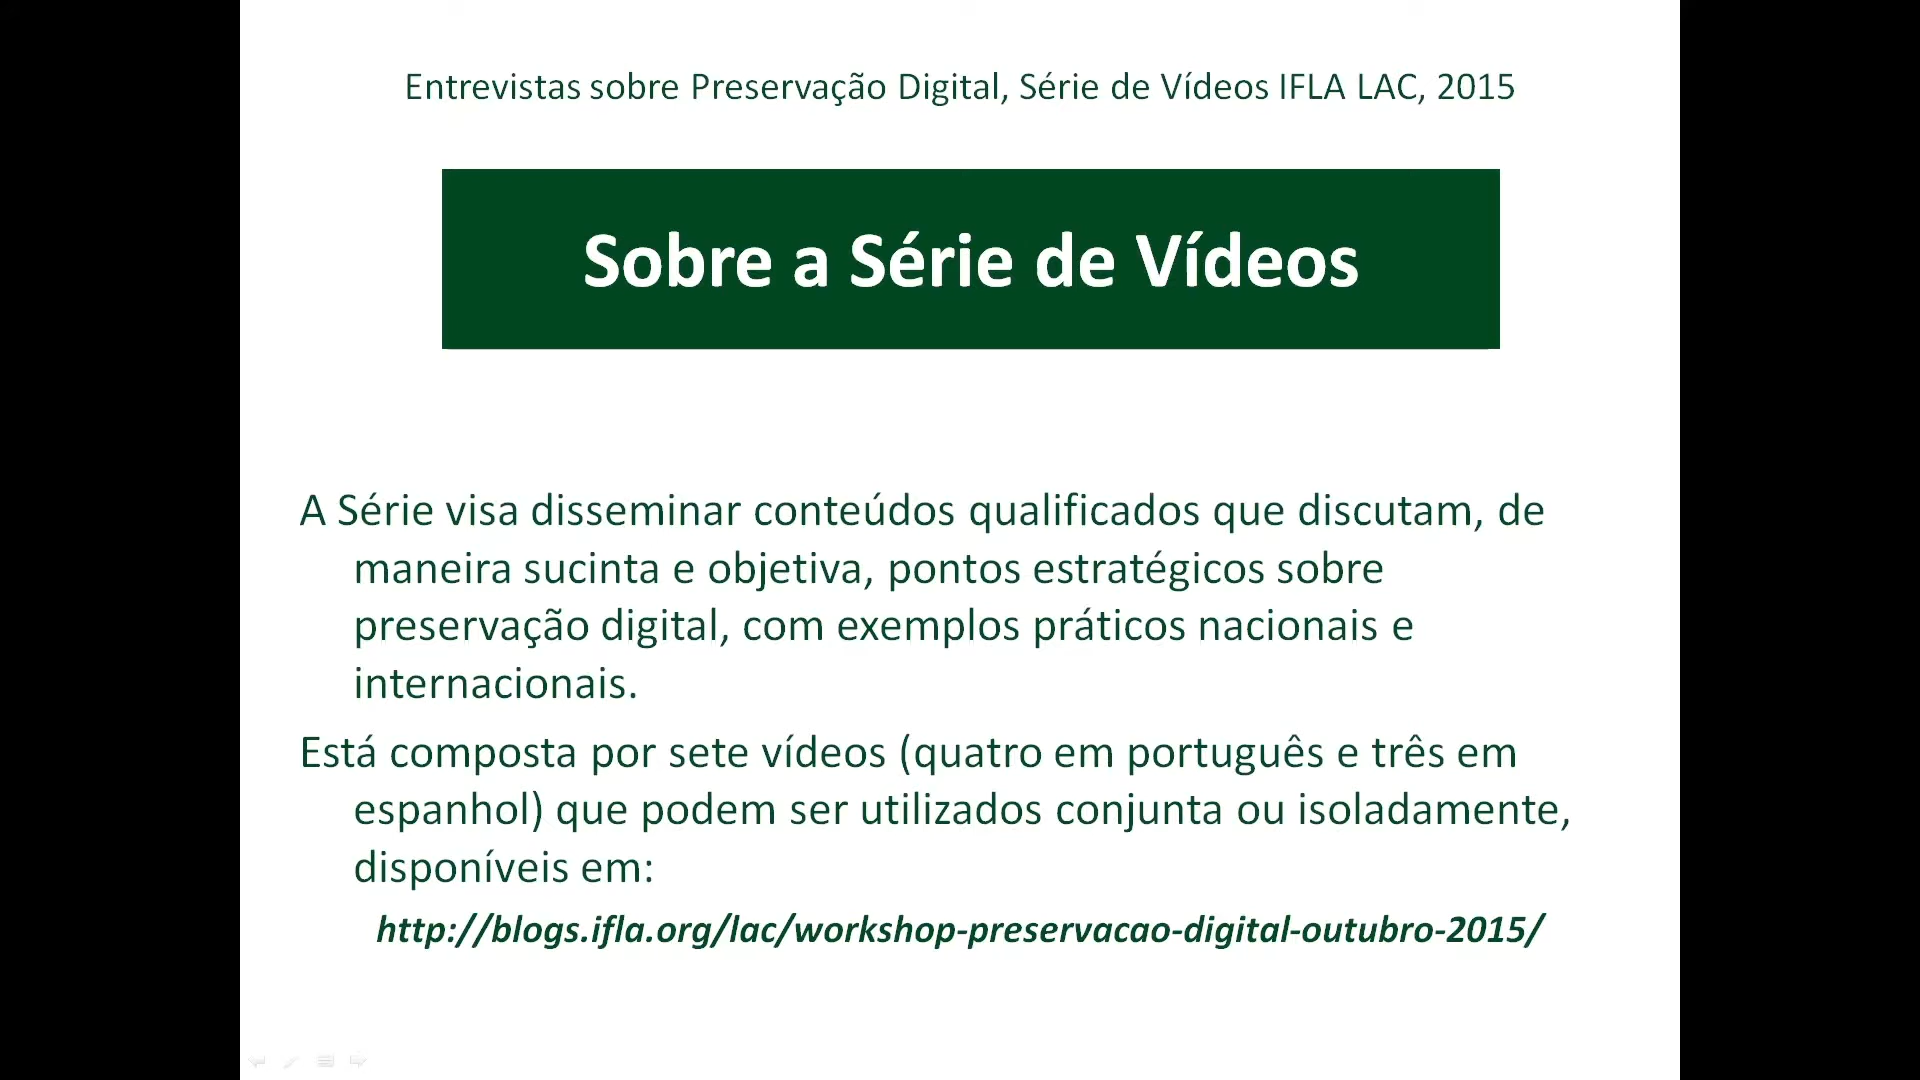 Entrevistas sobre Preservação Digital, Série de Vídeos IFLA LAC, 2015
Sobre a Série de Vídeos
A Série visa disseminar conteúdos qualificados que discutam, de
maneira sucinta e objetiva, pontos estratégicos sobre
preservação digital, com exemplos práticos nacionais e
internacionais.
Está composta por sete vídeos (quatro em português e três em
espanhol) que podem ser utilizados conjunta ou isoladamente,
disponíveis em:
http://blogs.ifla.org/lac/workshop-preservacao-digital-outubro-2015/